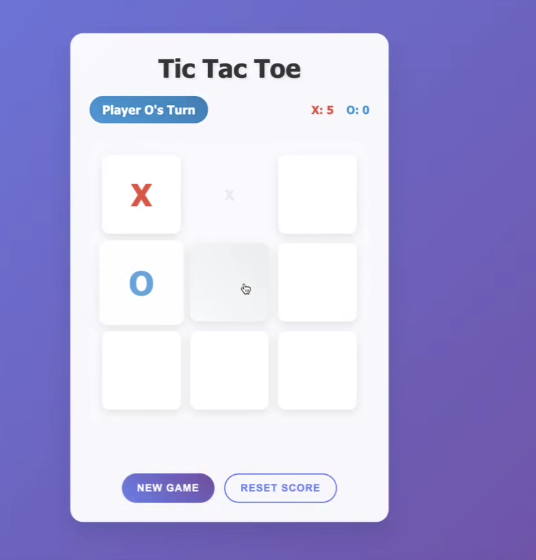 Tic Tac Toe
Player O's Turn X: 5 O: 0
X x
O
NEW GAME RESET SCORE